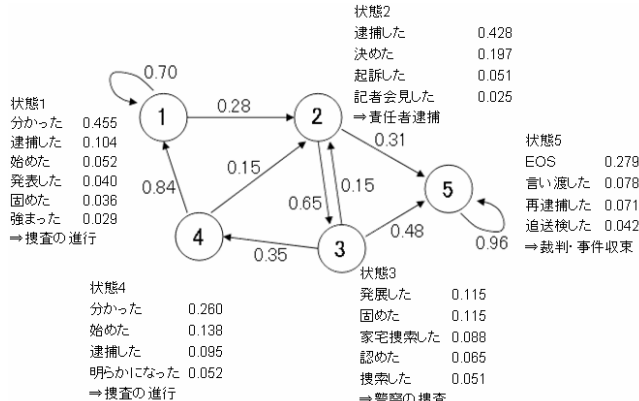 状態2
逮捕した 0.428
決めた 0.197
起訴した 0.051
記者会見した 0.025
⇒責任者逮捕
状態1
分かった 0.455
逮捕した 0.104
始めた 0.052
発表した 0.040
固めた 0.036
強まった 0.029
⇒捜査の進行
0.70
1
0.28
2
0.31
状態5
EOS 0.279
言い渡した 0.078
再逮捕した 0.071
追送検した 0.042
⇒裁判・事件収束
0.84
0.15
0.65
0.15
5
4
0.35
3
0.48
0.96
状態4
分かった 0.260
始めた 0.138
逮捕した 0.095
明らかになった 0.052
⇒捜査の進行
状態3
発展した 0.115
固めた 0.115
家宅捜索した 0.088
認めた 0.065
捜索した 0.051
⇒警察の捜査